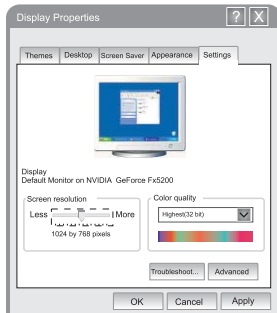 Display Properties
? X
Themes Desktop Screen Saver Appearance Settings
Display
Default Monitor on NVIDIA GeForce Fx5200
Screen resolution
Less More
1024 by 768 pixels
Color quality
Highest(32 bit)
Troubleshoot... Advanced
OK Cancel Apply